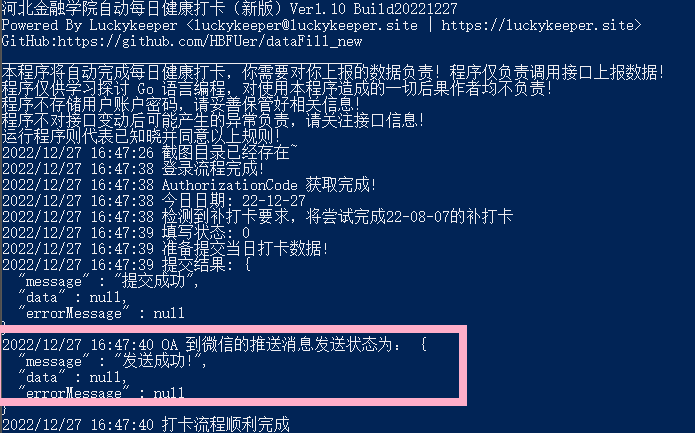 河北金融学院自动每日健康打卡（新版）Ver1.10 Build20221227
Powered By Luckykeeper <luckykeeper@luckykeeper.site | https://luckykeeper.site>
GitHub:https://github.com/HBFUer/dataFill_new
________________________________________
本程序将自动完成每日健康打卡，你需要对你上报的数据负责！程序仅负责调用接口上报数据！
程序仅供学习探讨 Go 语言编程，对使用本程序造成的一切后果作者均不负责！
程序不存储用户账户密码，请妥善保管好相关信息！
程序不对接口变动后可能产生的异常负责，请关注接口信息！
运行程序则代表已知晓并同意以上规则！
2022/12/27 16:47:26 截图目录已经存在~
2022/12/27 16:47:38 登录流程完成！
2022/12/27 16:47:38 AuthorizationCode 获取完成！
2022/12/27 16:47:38 今日日期: 22-12-27
2022/12/27 16:47:38 检测到补打卡要求，将尝试完成22-08-07的补打卡
2022/12/27 16:47:39 填写状态: 0
2022/12/27 16:47:39 准备提交当日打卡数据！
2022/12/27 16:47:39 提交结果: {
"message" : "提交成功",
"data" : null,
"errorMessage" : null
}
2022/12/27 16:47:40 OA 到微信的推送消息发送状态为： {
"message" : "发送成功!",
"data" : null,
"errorMessage" : null
}
2022/12/27 16:47:40 打卡流程顺利完成